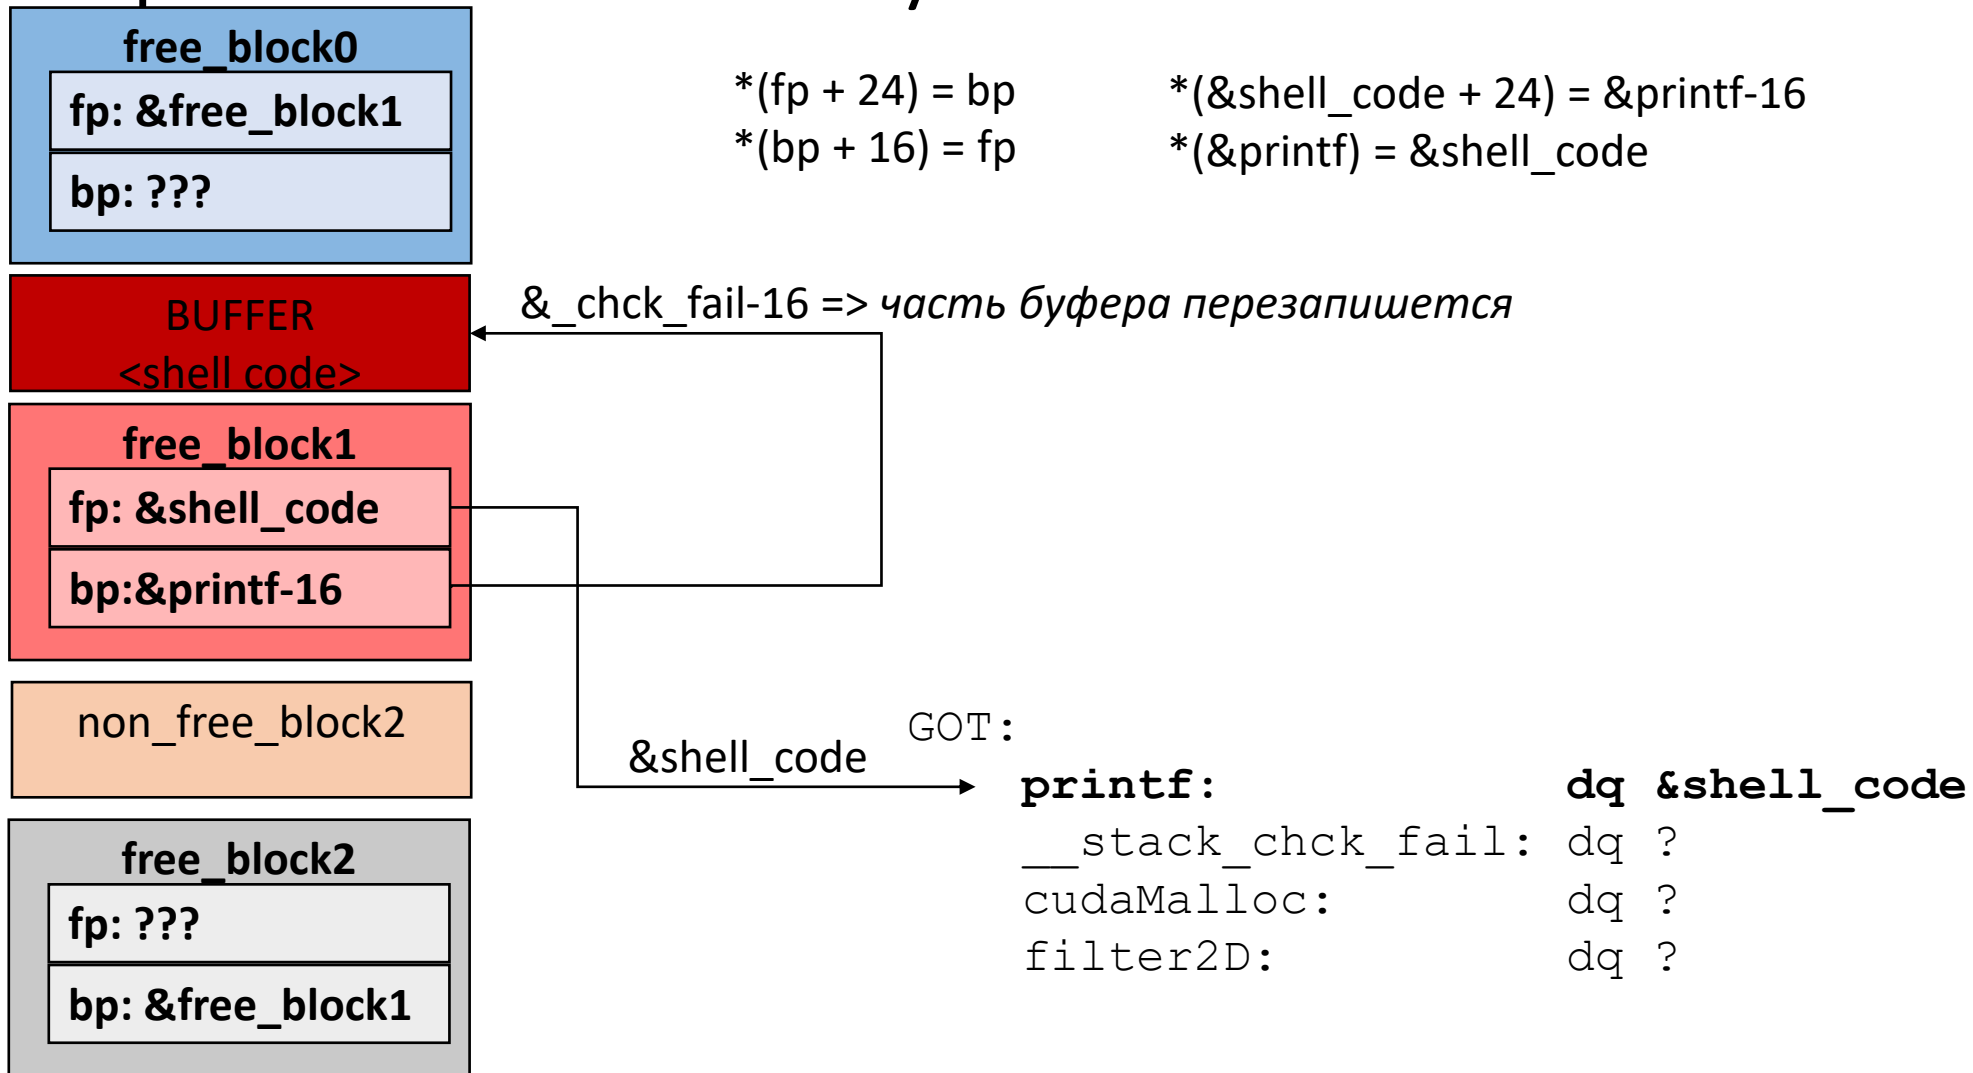 free_block0
fp: &free_block1
bp: ???
*(fp + 24) = bp
*(bp + 16) = fp
*(&shell_code + 24) = &printf-16
*(&printf) = &shell_code
BUFFER
<shell code>
&_chck_fail-16 => часть буфера перезапишется
free_block1
fp: &shell_code
bp:&printf-16
non_free_block2
&shell_code
GOT:
printf: dq &shell_code
__stack_chck_fail: dq ?
cudaMalloc: dq ?
filter2D: dq ?
free_block2
fp: ???
bp: &free_block1